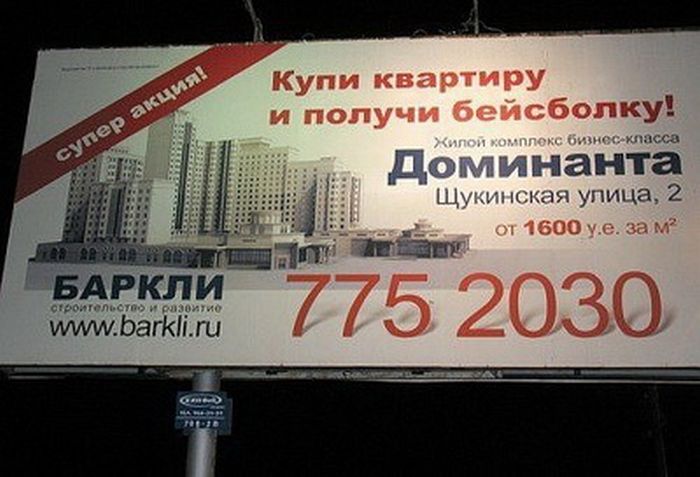 супер акция!
Купи квартиру
и получи бейсболку!
Жилой комплекс бизнес-класса
Доминанта
Щукинская улица, 2
от 1600 у.е. за м²
БАРКЛИ
строительство и развитие
www.barkli.ru
775 2030